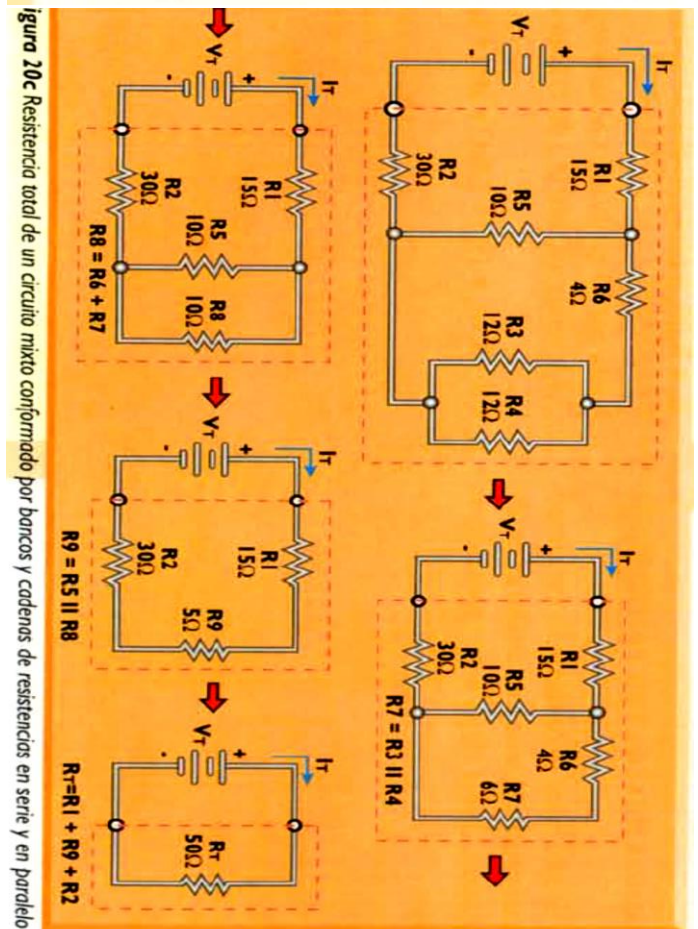 IT
R1
15Ω
R6
4Ω
+
VT
-
R5
10Ω
R3
12Ω
R4
12Ω
R2
30Ω
IT
R1
15Ω
R6
4Ω
+
VT
-
R5
10Ω
R7
6Ω
R2
30Ω
R7 = R3 II R4
IT
R1
15Ω
+
VT
-
R5
10Ω
R8
10Ω
R2
30Ω
R8 = R6 + R7
IT
R1
15Ω
+
VT
-
R9
5Ω
R2
30Ω
R9 = R5 II R8
IT
+
VT
-
RT
50Ω
RT=R1 + R9 + R2
igura 20c Resistencia total de un circuito mixto conformado por bancos y cadenas de resistencias en serie y en paralelo